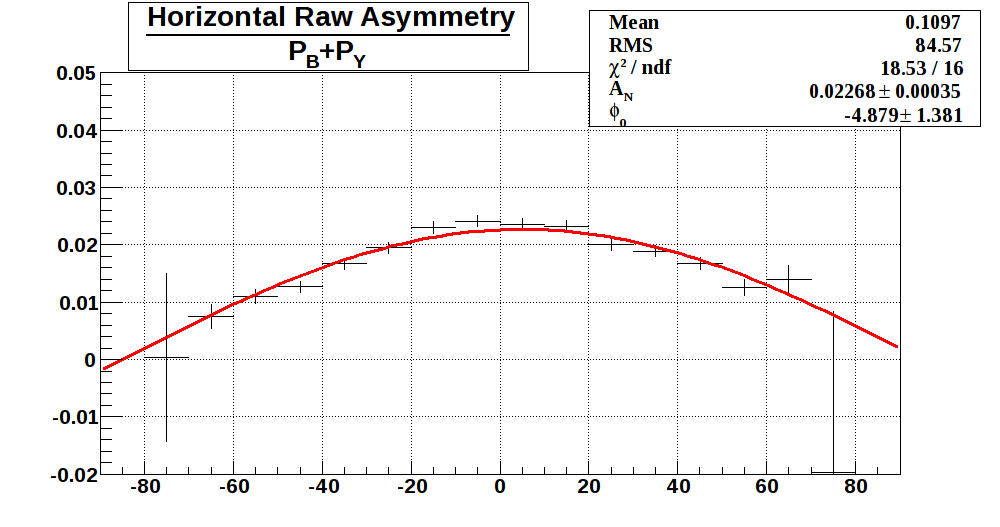 Horizontal Raw Asymmetry
P_B+P_Y
Mean 0.1097
RMS 84.57
χ² / ndf 18.53 / 16
A_N 0.02268 ± 0.00035
ϕ_0 -4.879 ± 1.381
0.05
0.04
0.03
0.02
0.01
0
-0.01
-0.02
-80 -60 -40 -20 0 20 40 60 80